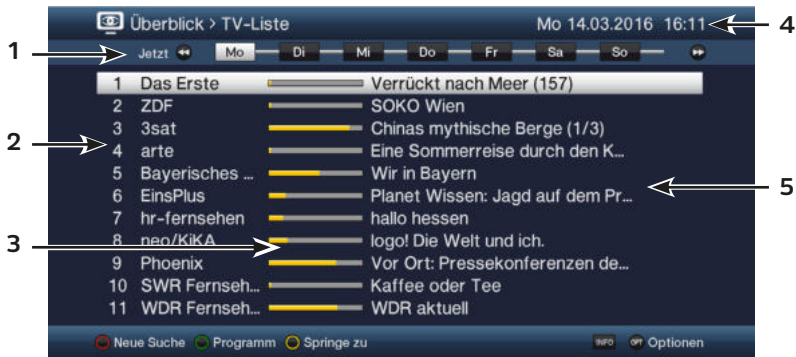 Überblick > TV-Liste Mo 14.03.2016 16:11 4
1 Jetzt Mo Di Mi Do Fr Sa So
1 Das Erste Verrückt nach Meer (157)
2 ZDF SOKO Wien
3 3sat Chinas mythische Berge (1/3)
2 4 arte Eine Sommerreise durch den K...
5 Bayerisches ... Wir in Bayern
6 EinsPlus Planet Wissen: Jagd auf dem Pr... 5
7 hr-fernsehen hallo hessen
3 8 neo/KiKA logo! Die Welt und ich.
9 Phoenix Vor Ort: Pressekonferenzen de...
10 SWR Fernseh... Kaffee oder Tee
11 WDR Fernseh... WDR aktuell
Neue Suche Programm Springe zu INFO OPT Optionen